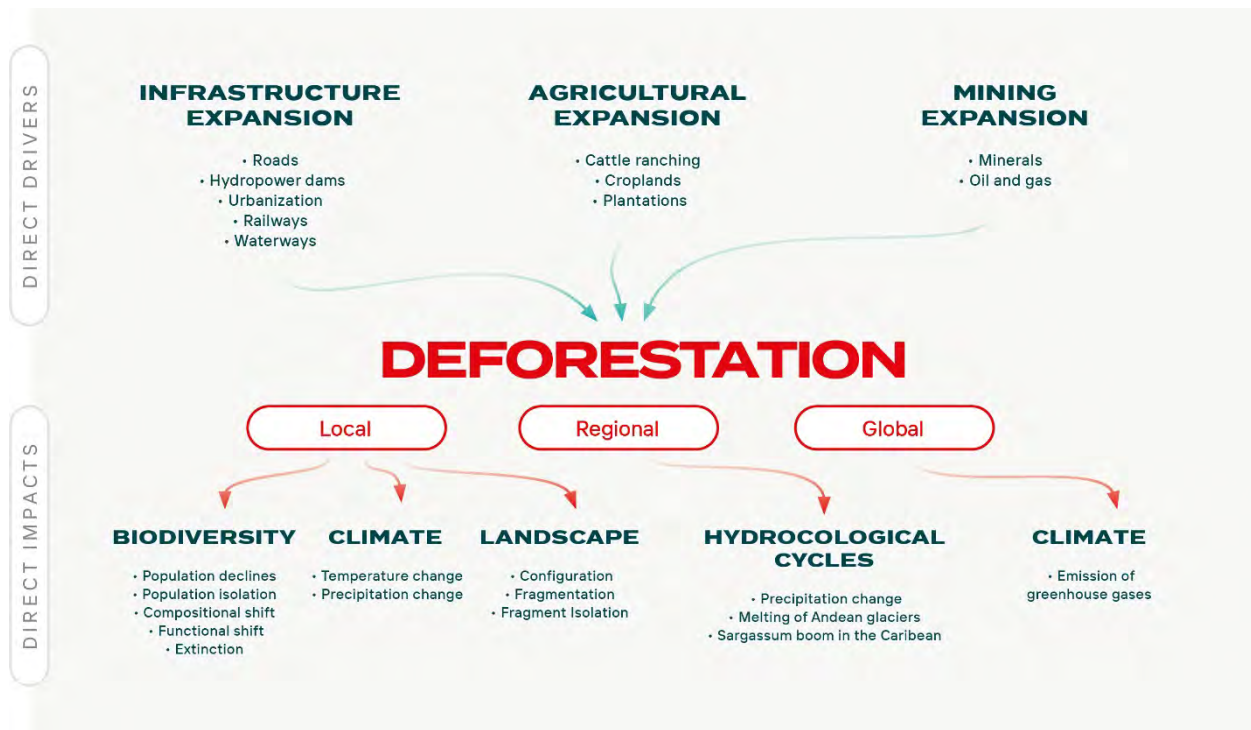 DIRECT DRIVERS
INFRASTRUCTURE
EXPANSION
• Roads
• Hydropower dams
• Urbanization
• Railways
• Waterways
AGRICULTURAL
EXPANSION
• Cattle ranching
• Croplands
• Plantations
MINING
EXPANSION
• Minerals
• Oil and gas
DEFORESTATION
Local
Regional
Global
DIRECT IMPACTS
BIODIVERSITY
• Population declines
• Population isolation
• Compositional shift
• Functional shift
• Extinction
CLIMATE
• Temperature change
• Precipitation change
LANDSCAPE
• Configuration
• Fragmentation
• Fragment Isolation
HYDROCOLOGICAL
CYCLES
• Precipitation change
• Melting of Andean glaciers
• Sargassum boom in the Caribean
CLIMATE
• Emission of
greenhouse gases